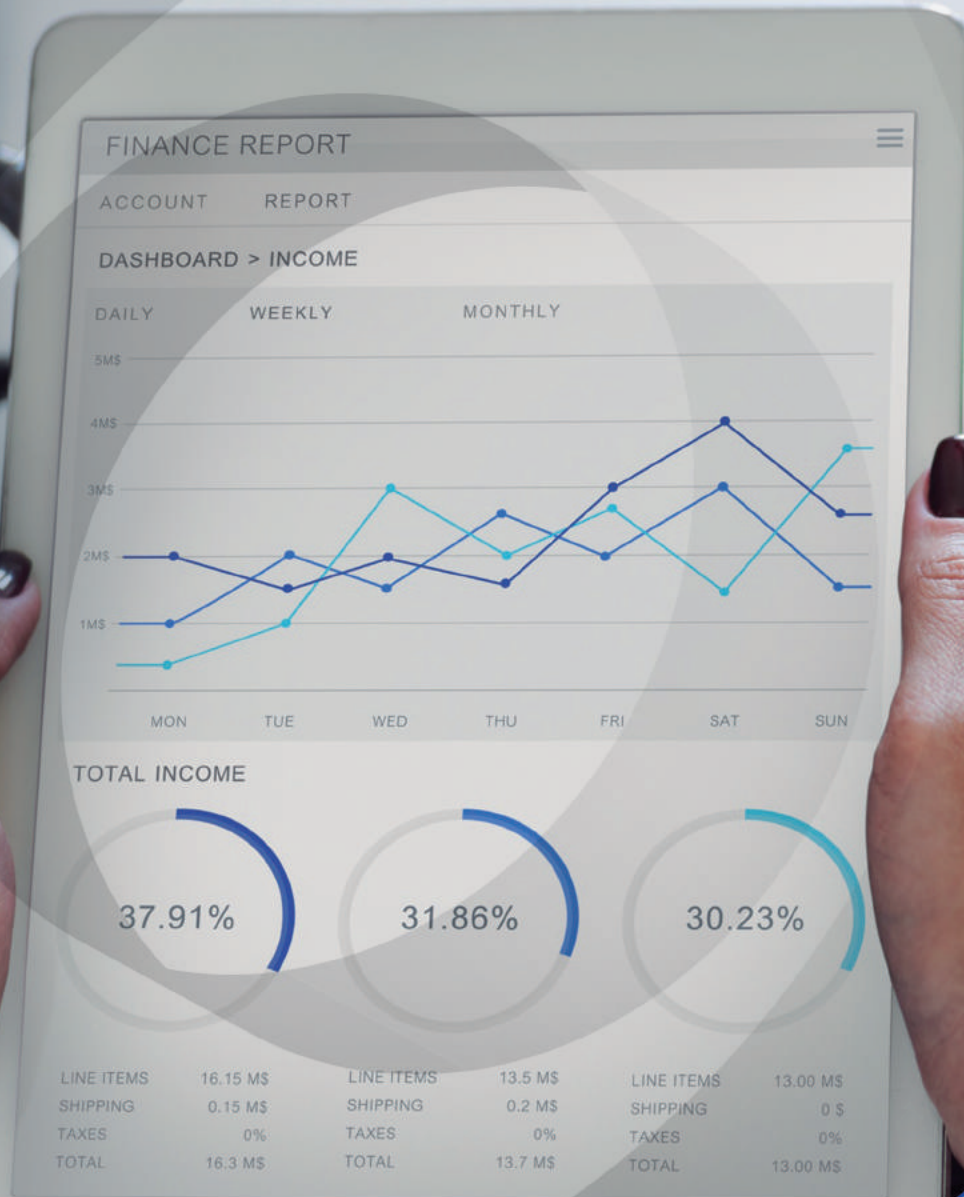 FINANCE REPORT
ACCOUNT REPORT
DASHBOARD > INCOME
DAILY WEEKLY MONTHLY
5M$
4M$
3M$
2M$
1M$
MON TUE WED THU FRI SAT SUN
TOTAL INCOME
37.91% 31.86% 30.23%
LINE ITEMS 16.15 M$ LINE ITEMS 13.5 M$ LINE ITEMS 13.00 M$
SHIPPING 0.15 M$ SHIPPING 0.2 M$ SHIPPING 0 $
TAXES 0% TAXES 0% TAXES 0%
TOTAL 16.3 M$ TOTAL 13.7 M$ TOTAL 13.00 M$